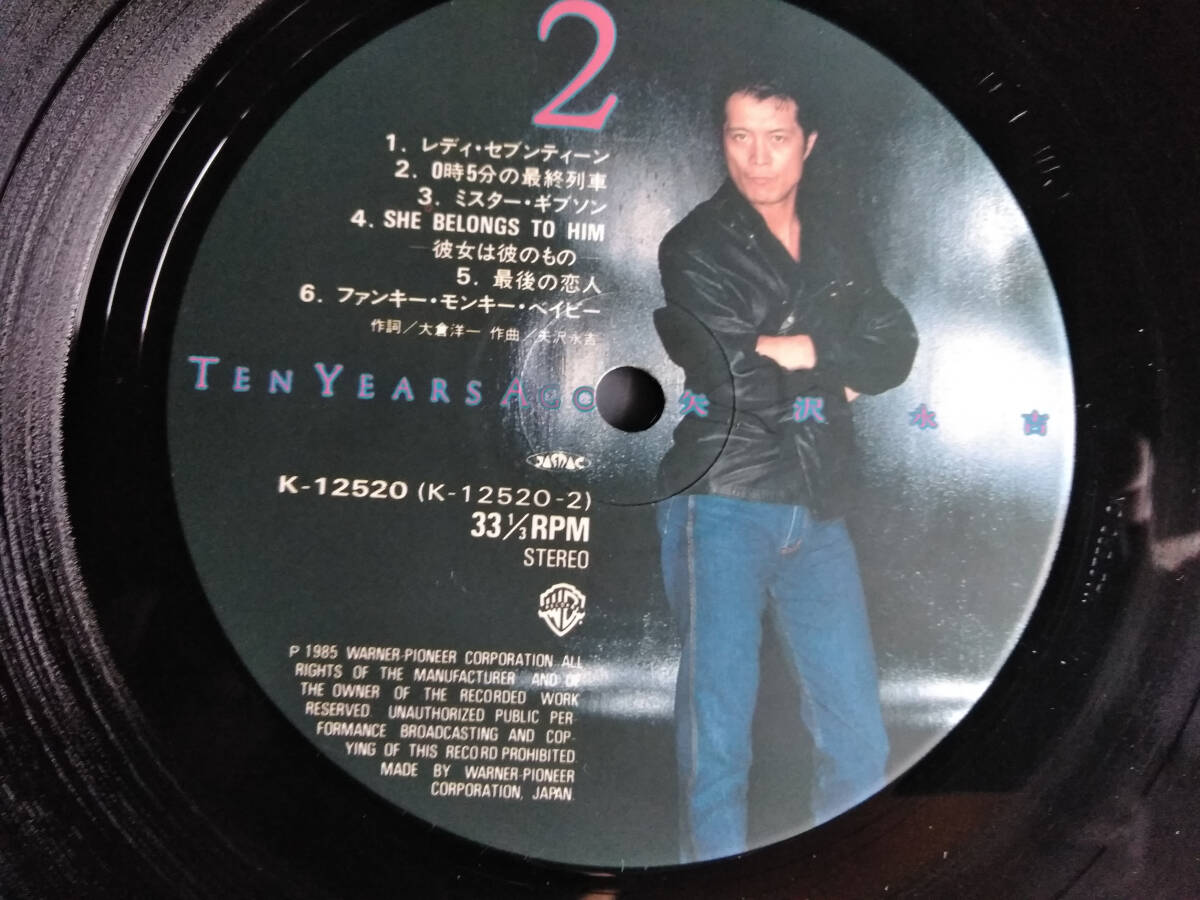 2
1. レディ・セブンティーン
2. 0時5分の最終列車
3. ミスター・ギブソン
4. SHE BELONGS TO HIM
—彼女は彼のもの—
5. 最後の恋人
6. ファンキー・モンキー・ベイビー
作詞/大倉洋一 作曲/矢沢永吉
TEN YEARS AGO 矢沢永吉
JASRAC
K-12520 (K-12520-2)
33 1/3 RPM
STEREO
℗ 1985 WARNER-PIONEER CORPORATION. ALL
RIGHTS OF THE MANUFACTURER AND OF
THE OWNER OF THE RECORDED WORK
RESERVED. UNAUTHORIZED PUBLIC PER-
FORMANCE BROADCASTING AND COP-
YING OF THIS RECORD PROHIBITED.
MADE BY WARNER-PIONEER
CORPORATION, JAPAN.